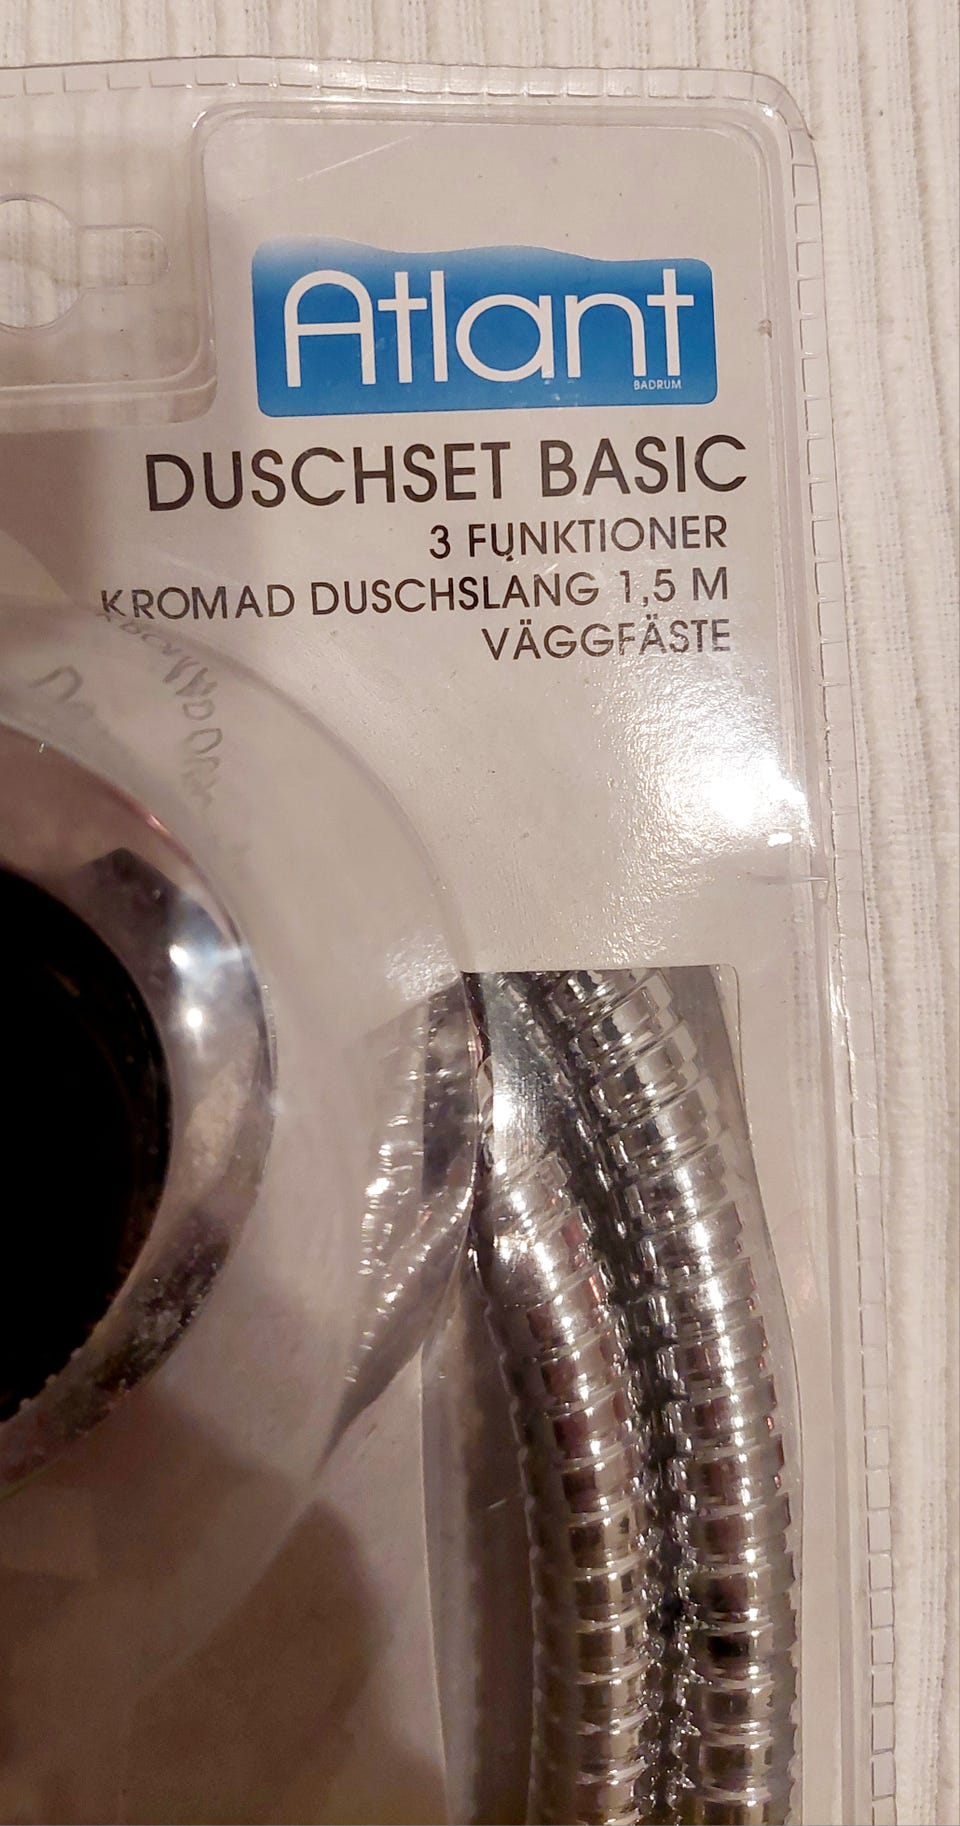 Atlant
BADRUM
DUSCHSET BASIC
3 FUNKTIONER
KROMAD DUSCHSLANG 1,5 M
VÄGGFÄSTE